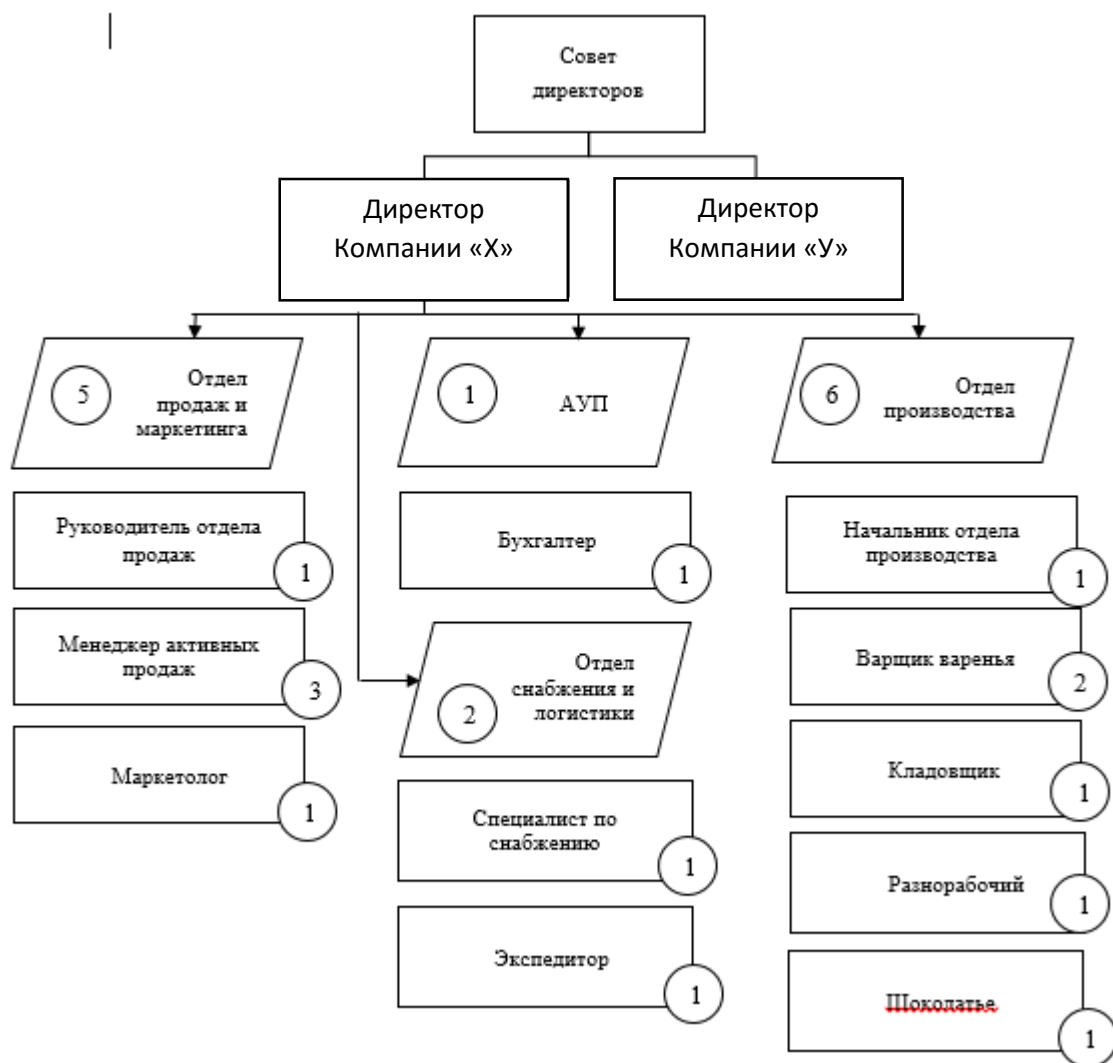 Совет
директоров
Директор
Компании «Х»
Директор
Компании «У»
5
Отдел
продаж и
маркетинга
1
АУП
6
Отдел
производства
Руководитель отдела
продаж
1
Менеджер активных
продаж
3
Маркетолог
1
Бухгалтер
1
2
Отдел
снабжения и
логистики
Специалист по
снабжению
1
Экспедитор
1
Начальник отдела
производства
1
Варщик варенья
2
Кладовщик
1
Разнорабочий
1
Шоколатье
1